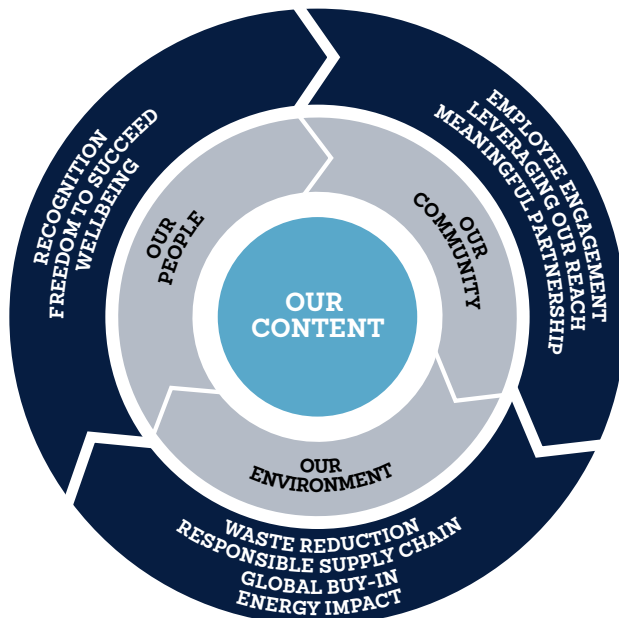 OUR
CONTENT
OUR
PEOPLE
OUR
COMMUNITY
OUR
ENVIRONMENT
RECOGNITION
FREEDOM TO SUCCEED
WELLBEING
EMPLOYEE ENGAGEMENT
LEVERAGING OUR REACH
MEANINGFUL PARTNERSHIP
WASTE REDUCTION
RESPONSIBLE SUPPLY CHAIN
GLOBAL BUY-IN
ENERGY IMPACT